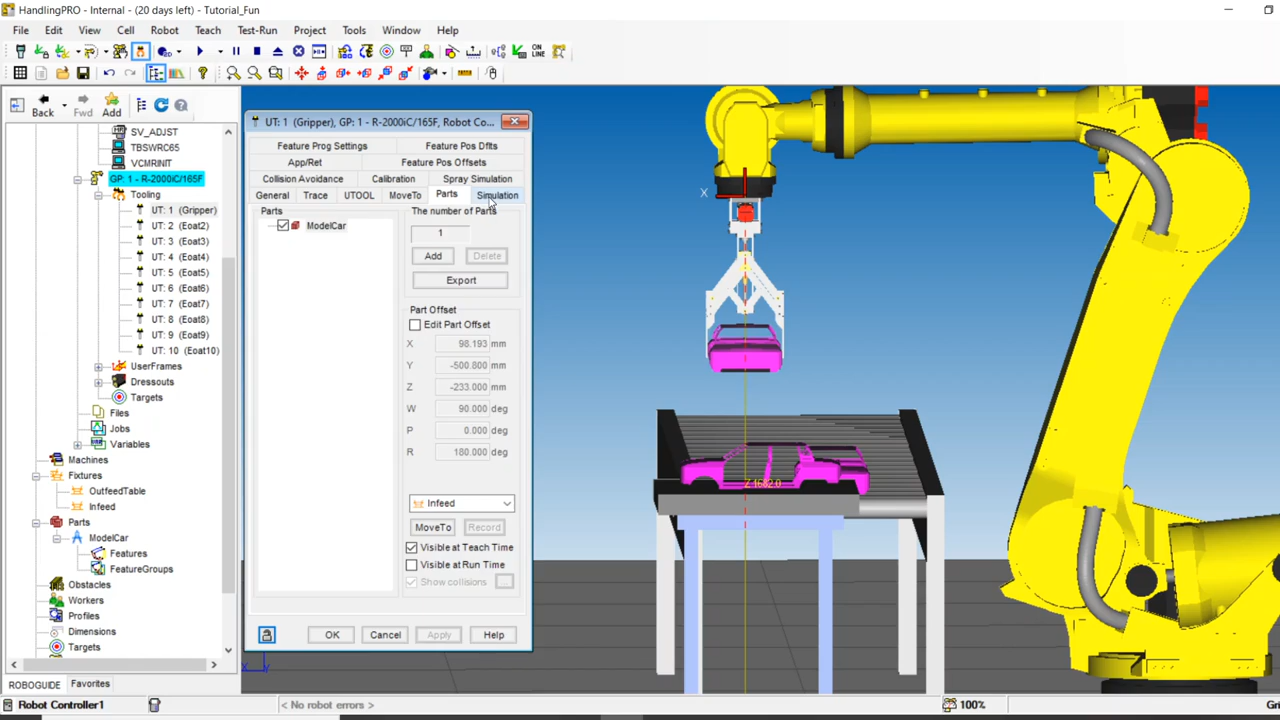 HandlingPRO - Internal - (20 days left) - Tutorial_Fun
File Edit View Cell Robot Teach Test-Run Project Tools Window Help
ON LINE
Back Fwd Add
SV_ADJST
TBSWRC65
VCMRINIT
GP: 1 - R-2000iC/165F
Tooling
UT: 1 (Gripper)
UT: 2 (Eoat2)
UT: 3 (Eoat3)
UT: 4 (Eoat4)
UT: 5 (Eoat5)
UT: 6 (Eoat6)
UT: 7 (Eoat7)
UT: 8 (Eoat8)
UT: 9 (Eoat9)
UT: 10 (Eoat10)
UserFrames
Dressouts
Targets
Files
Jobs
Variables
Machines
Fixtures
OutfeedTable
Infeed
Parts
ModelCar
Features
FeatureGroups
Obstacles
Workers
Profiles
Dimensions
Targets
ROBOGUIDE Favorites
UT: 1 (Gripper), GP: 1 - R-2000iC/165F, Robot Co...
Feature Prog Settings Feature Pos Dflts
App/Ret Feature Pos Offsets
Collision Avoidance Calibration Spray Simulation
General Trace UTOOL MoveTo Parts Simulation
Parts
ModelCar
The number of Parts
1
Add Delete
Export
Part Offset
Edit Part Offset
X 98.193 mm
Y -500.800 mm
Z -233.000 mm
W 90.000 deg
P 0.000 deg
R 180.000 deg
Infeed
MoveTo Record
Visible at Teach Time
Visible at Run Time
Show collisions ...
OK Cancel Apply Help
X
Z 1682.0
X Y
Robot Controller1 < No robot errors > 100%